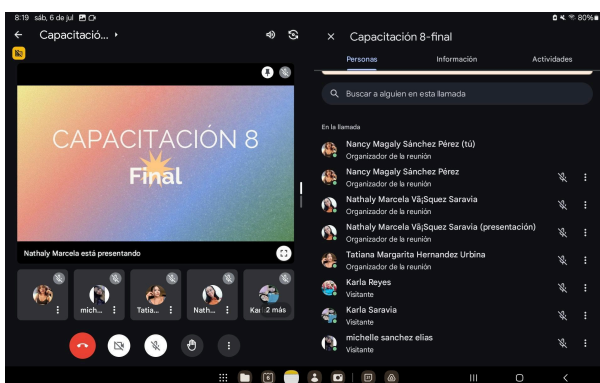 8:19 sáb, 6 de jul
80%
Capacitació...
CAPACITACIÓN 8
Final
Nathaly Marcela está presentando
mich...
Tatia...
Nath...
Kar
2 más
Capacitación 8-final
Personas
Información
Actividades
Buscar a alguien en esta llamada
En la llamada
Nancy Magaly Sánchez Pérez (tú)
Organizador de la reunión
Nancy Magaly Sánchez Pérez
Organizador de la reunión
Nathaly Marcela Vã¡Squez Saravia
Organizador de la reunión
Nathaly Marcela Vã¡Squez Saravia (presentación)
Organizador de la reunión
Tatiana Margarita Hernandez Urbina
Organizador de la reunión
Karla Reyes
Visitante
Karla Saravia
Visitante
michelle sanchez elias
Visitante